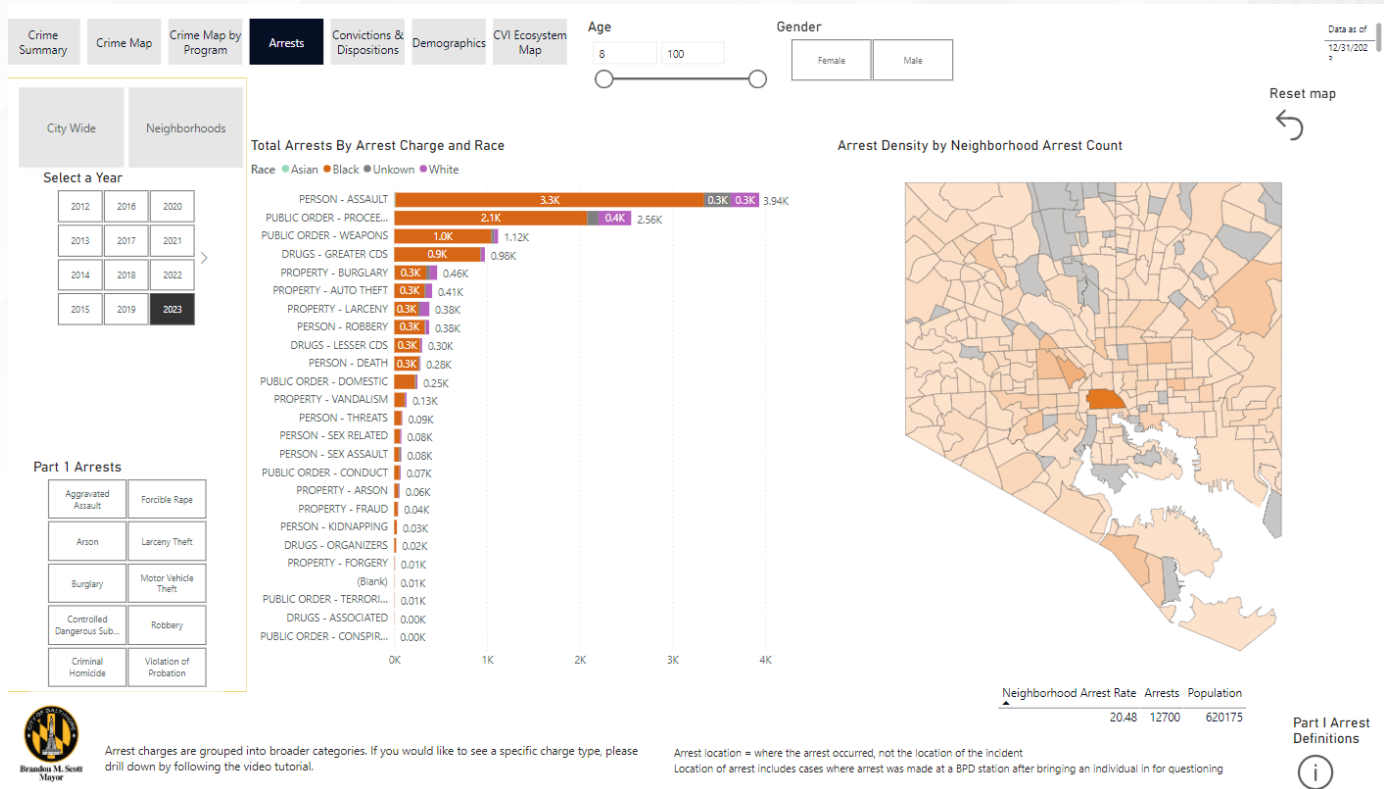 Crime
Summary
Crime Map
Crime Map by
Program
Arrests
Convictions &
Dispositions
Demographics
CVI Ecosystem
Map
Age
8
100
Gender
Female
Male
Data as of
12/31/202
Reset map
City Wide
Neighborhoods
Select a Year
2012
2016
2020
2013
2017
2021
2014
2018
2022
2015
2019
2023
Part 1 Arrests
Aggravated
Assault
Forcible Rape
Arson
Larceny Theft
Burglary
Motor Vehicle
Theft
Controlled
Dangerous Sub...
Robbery
Criminal
Homicide
Violation of
Probation
Total Arrests By Arrest Charge and Race
Race Asian Black Unkown White
PERSON - ASSAULT 3.3K 0.3K 0.3K 3.94K
PUBLIC ORDER - PROCEE... 2.1K 0.4K 2.56K
PUBLIC ORDER - WEAPONS 1.0K 1.12K
DRUGS - GREATER CDS 0.9K 0.98K
PROPERTY - BURGLARY 0.3K 0.46K
PROPERTY - AUTO THEFT 0.3K 0.41K
PROPERTY - LARCENY 0.3K 0.38K
PERSON - ROBBERY 0.3K 0.38K
DRUGS - LESSER CDS 0.3K 0.30K
PERSON - DEATH 0.3K 0.28K
PUBLIC ORDER - DOMESTIC 0.25K
PROPERTY - VANDALISM 0.13K
PERSON - THREATS 0.09K
PERSON - SEX RELATED 0.08K
PERSON - SEX ASSAULT 0.08K
PUBLIC ORDER - CONDUCT 0.07K
PROPERTY - ARSON 0.06K
PROPERTY - FRAUD 0.04K
PERSON - KIDNAPPING 0.03K
DRUGS - ORGANIZERS 0.02K
PROPERTY - FORGERY 0.01K
(Blank) 0.01K
PUBLIC ORDER - TERRORI... 0.01K
DRUGS - ASSOCIATED 0.00K
PUBLIC ORDER - CONSPIR... 0.00K
0K 1K 2K 3K 4K
Arrest Density by Neighborhood Arrest Count
Neighborhood Arrest Rate Arrests Population
20.48 12700 620175
Part I Arrest
Definitions
CITY OF BALTIMORE
Brandon M. Scott
Mayor
Arrest charges are grouped into broader categories. If you would like to see a specific charge type, please
drill down by following the video tutorial.
Arrest location = where the arrest occurred, not the location of the incident
Location of arrest includes cases where arrest was made at a BPD station after bringing an individual in for questioning